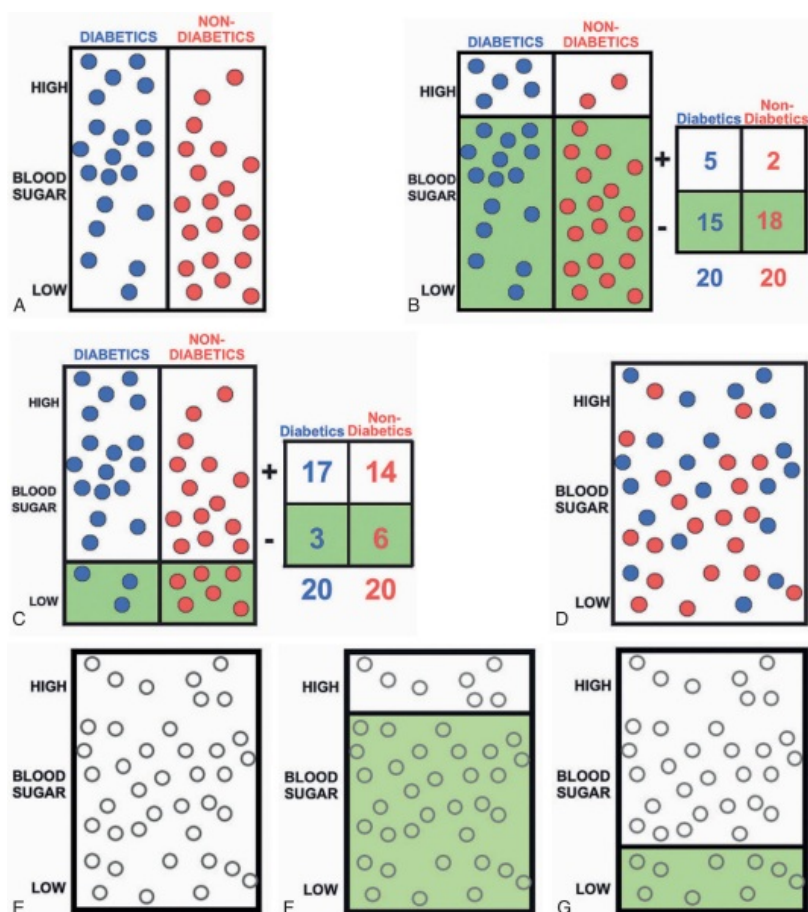 DIABETICS
NON-
DIABETICS
HIGH
BLOOD
SUGAR
LOW
A
DIABETICS
NON-
DIABETICS
HIGH
BLOOD
SUGAR
LOW
B
Diabetics
Non-
Diabetics
+ 5 2
- 15 18
20 20
DIABETICS
NON-
DIABETICS
HIGH
BLOOD
SUGAR
LOW
C
Diabetics
Non-
Diabetics
+ 17 14
- 3 6
20 20
HIGH
BLOOD
SUGAR
LOW
D
HIGH
BLOOD
SUGAR
LOW
E
HIGH
BLOOD
SUGAR
LOW
F
HIGH
BLOOD
SUGAR
LOW
G